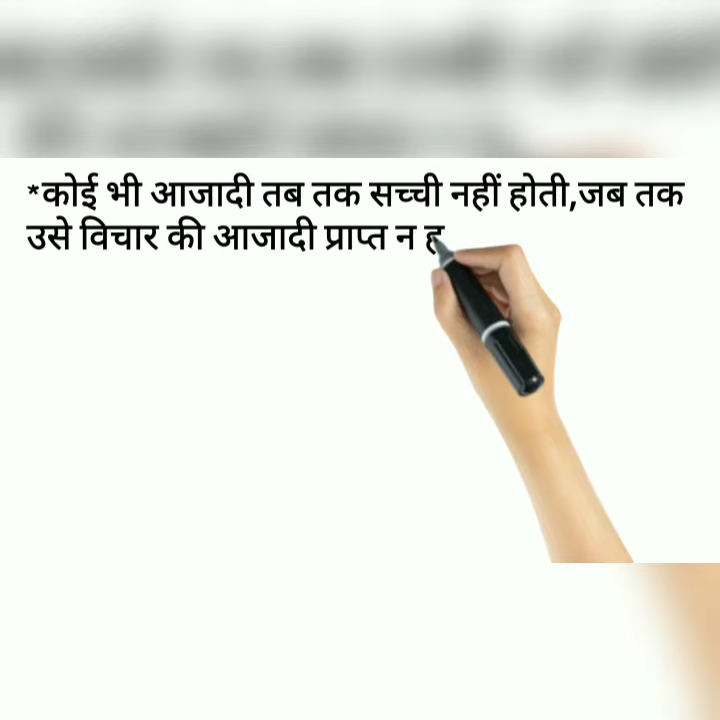 *कोई भी आजादी तब तक सच्ची नहीं होती,जब तक
उसे विचार की आजादी प्राप्त न ह